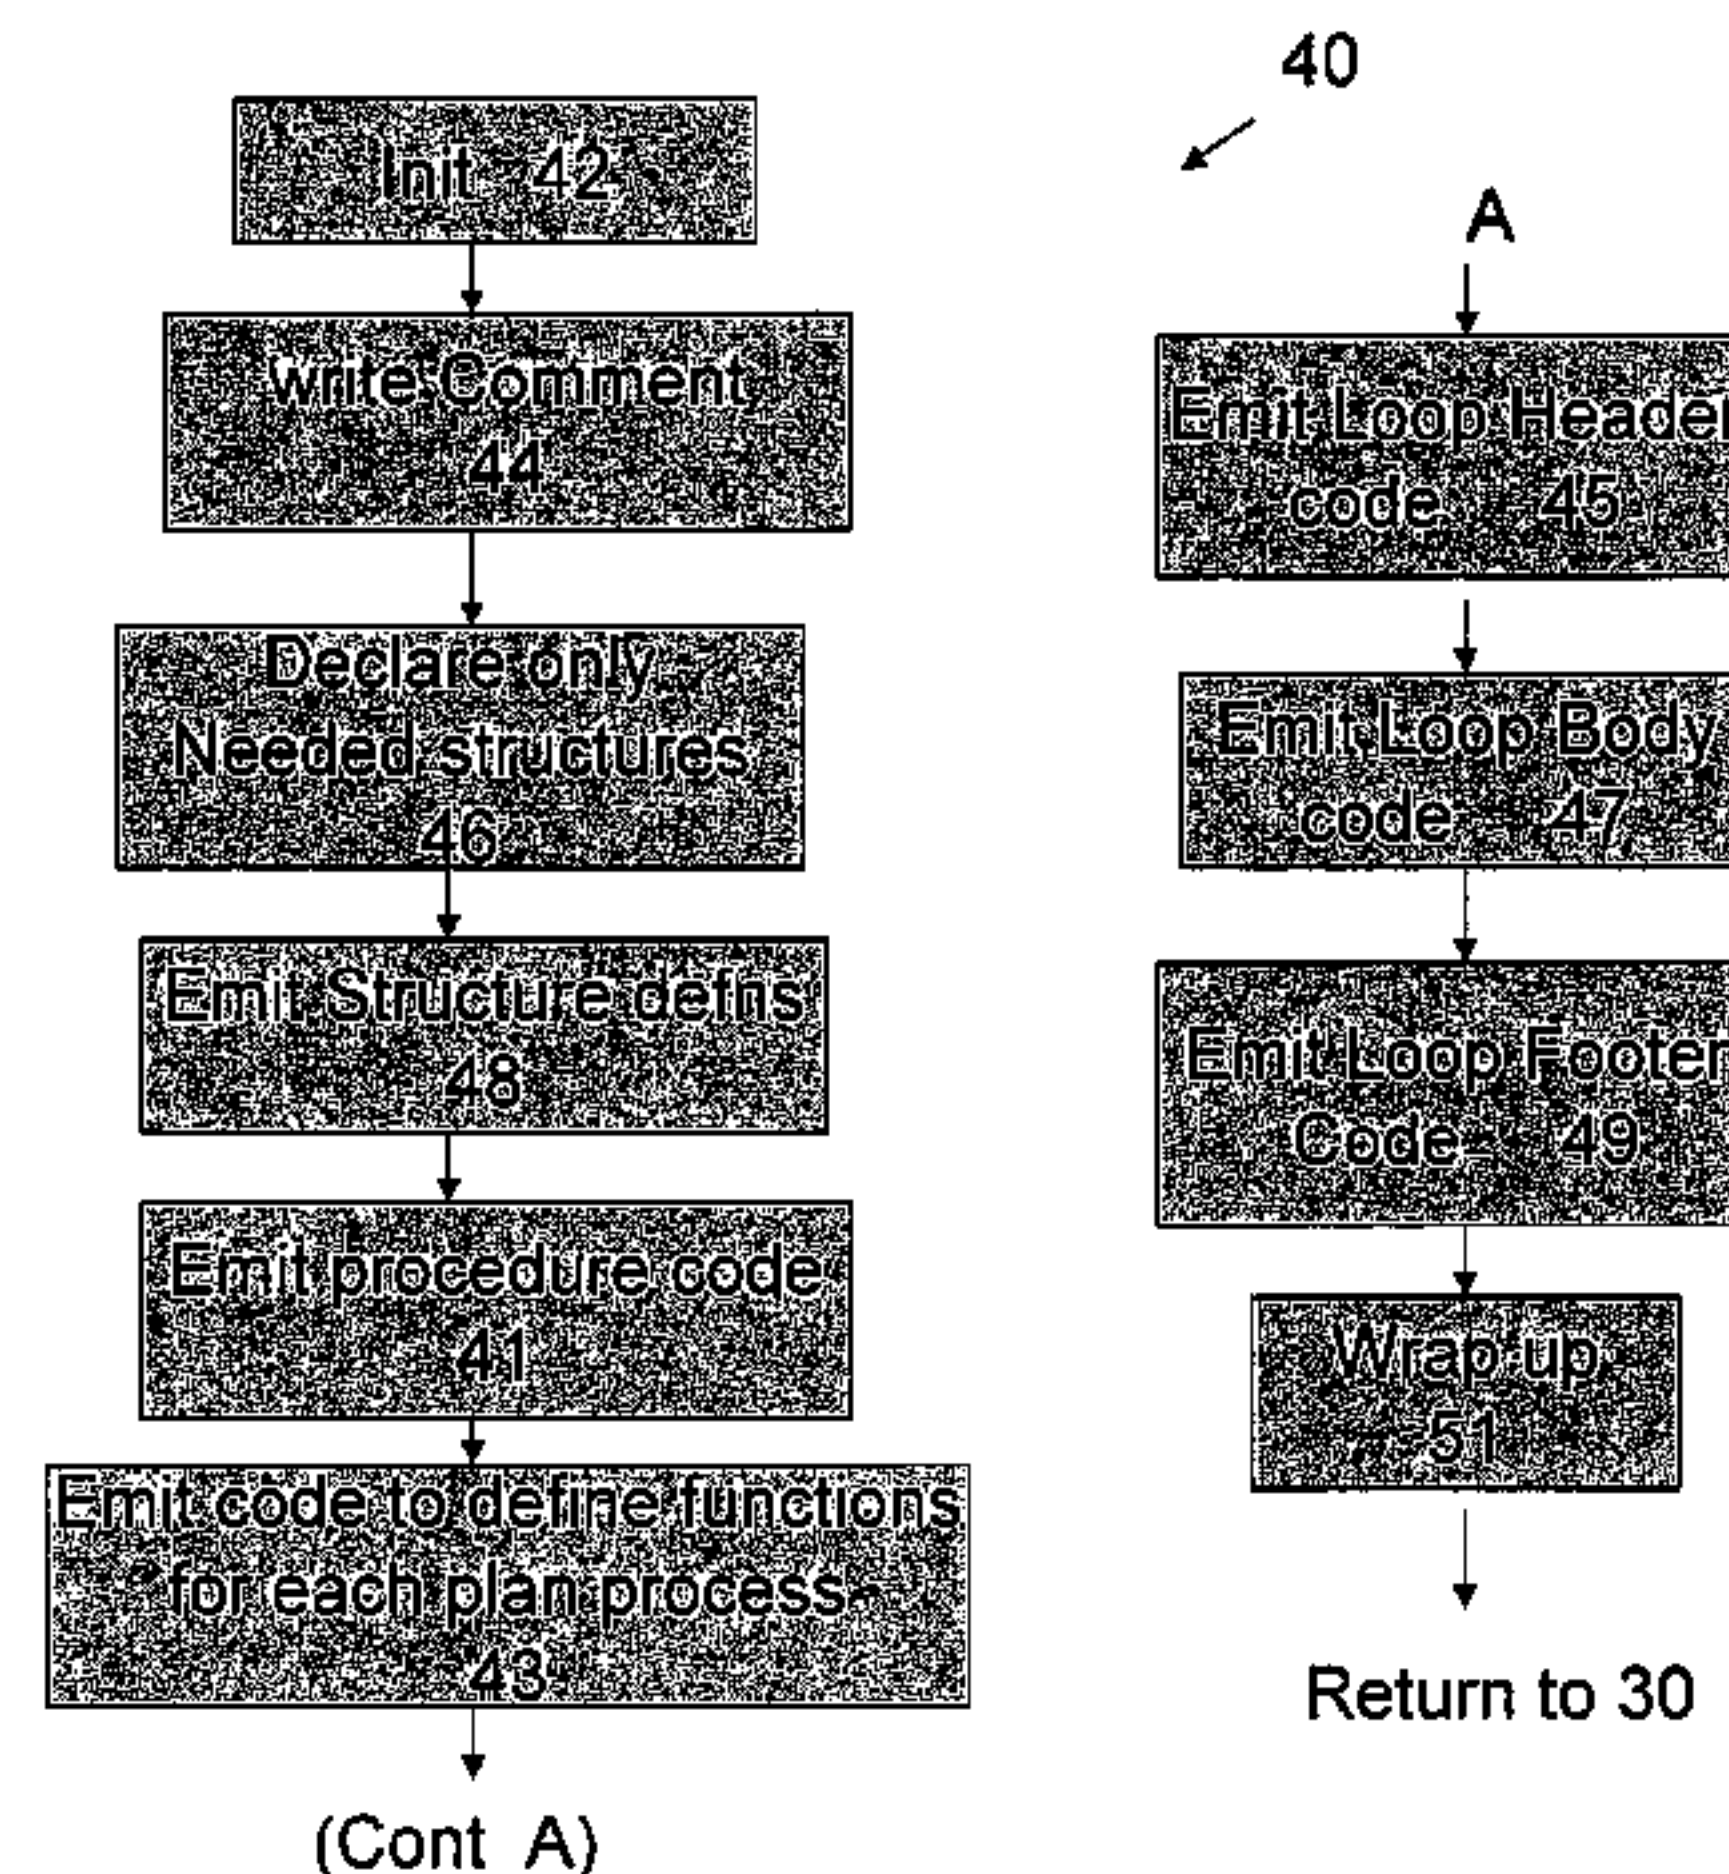 40
Init 42
write Comment
44
Declare only
Needed structures
46
Emit Structure defns
48
Emit procedure code
41
Emit code to define functions
for each plan process
43
(Cont A)
A
Emit Loop Header
code 45
Emit Loop Body
code 47
Emit Loop Footer
Code 49
Wrap up
51
Return to 30